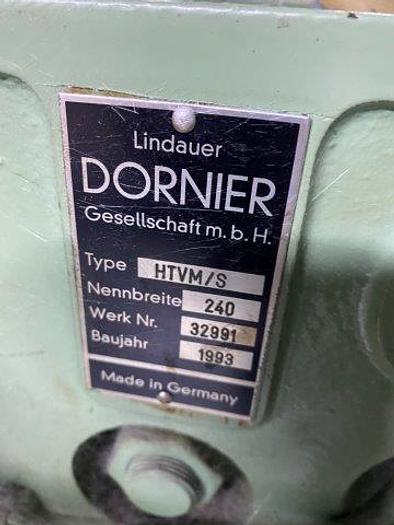 Lindauer
DORNIER
Gesellschaft m. b. H.
Type HTVM/S
Nennbreite 240
Werk Nr. 32991
Baujahr 1993
Made in Germany